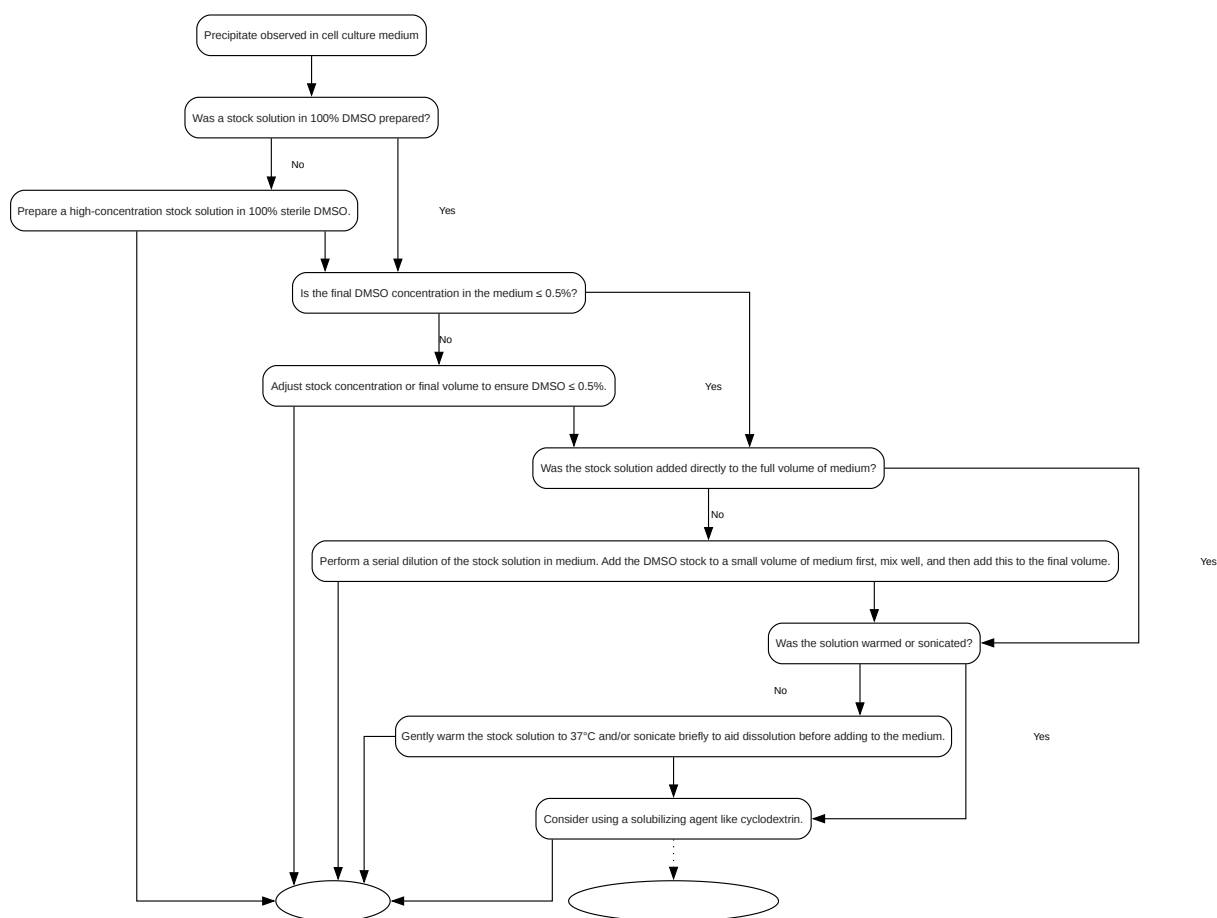 Precipitate observed in cell culture medium
Was a stock solution in 100% DMSO prepared?
No
Prepare a high-concentration stock solution in 100% sterile DMSO.
Yes
Is the final DMSO concentration in the medium ≤ 0.5%?
No
Adjust stock concentration or final volume to ensure DMSO ≤ 0.5%.
Yes
Was the stock solution added directly to the full volume of medium?
No
Perform a serial dilution of the stock solution in medium. Add the DMSO stock to a small volume of medium first, mix well, and then add this to the final volume.
Yes
Was the solution warmed or sonicated?
No
Gently warm the stock solution to 37°C and/or sonicate briefly to aid dissolution before adding to the medium.
Yes
Consider using a solubilizing agent like cyclodextrin.